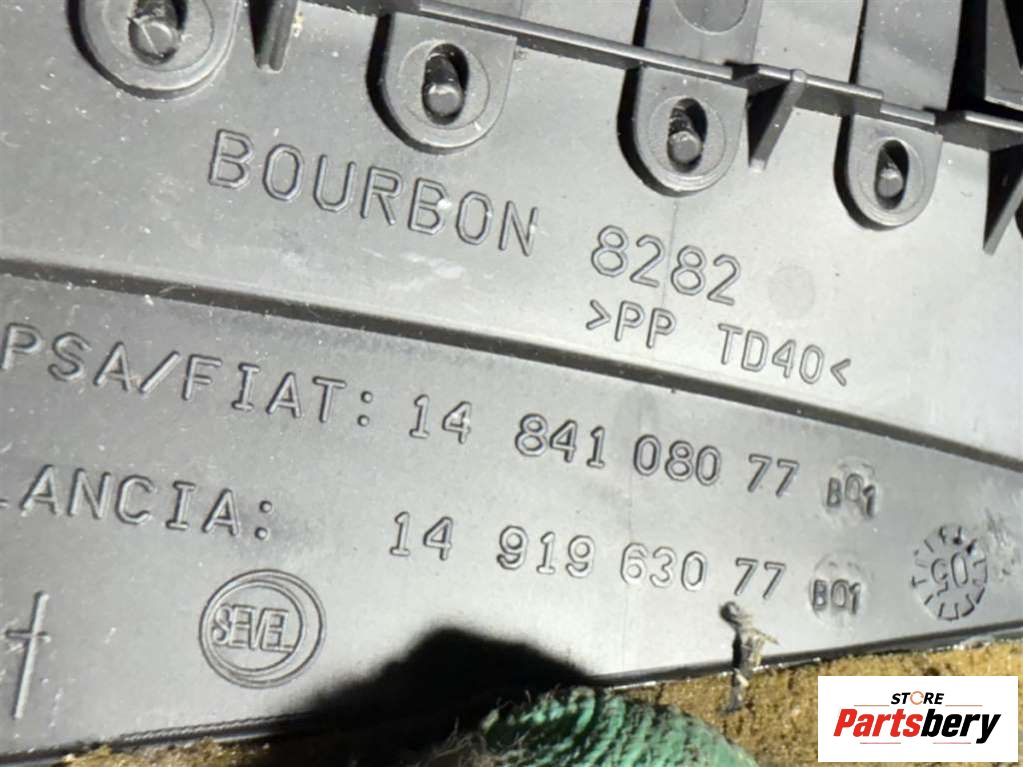 BOURBON 8282
>PP TD40<
PSA/FIAT: 14 841 080 77 B01
LANCIA: 14 919 630 77 B01
05
SEVEL
STORE
Partsbery